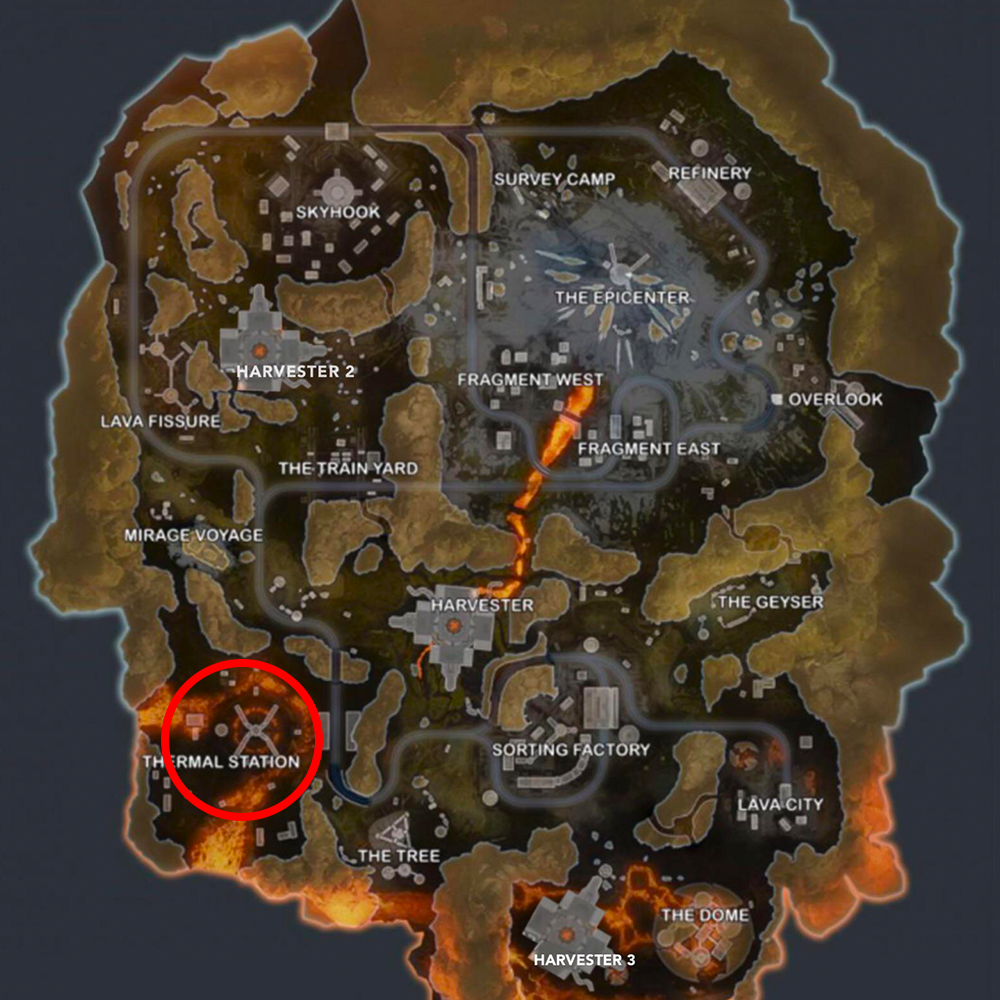 SURVEY CAMP
REFINERY
SKYHOOK
THE EPICENTER
HARVESTER 2
FRAGMENT WEST
OVERLOOK
LAVA FISSURE
FRAGMENT EAST
THE TRAIN YARD
MIRAGE VOYAGE
HARVESTER
THE GEYSER
SORTING FACTORY
THERMAL STATION
LAVA CITY
THE TREE
THE DOME
HARVESTER 3